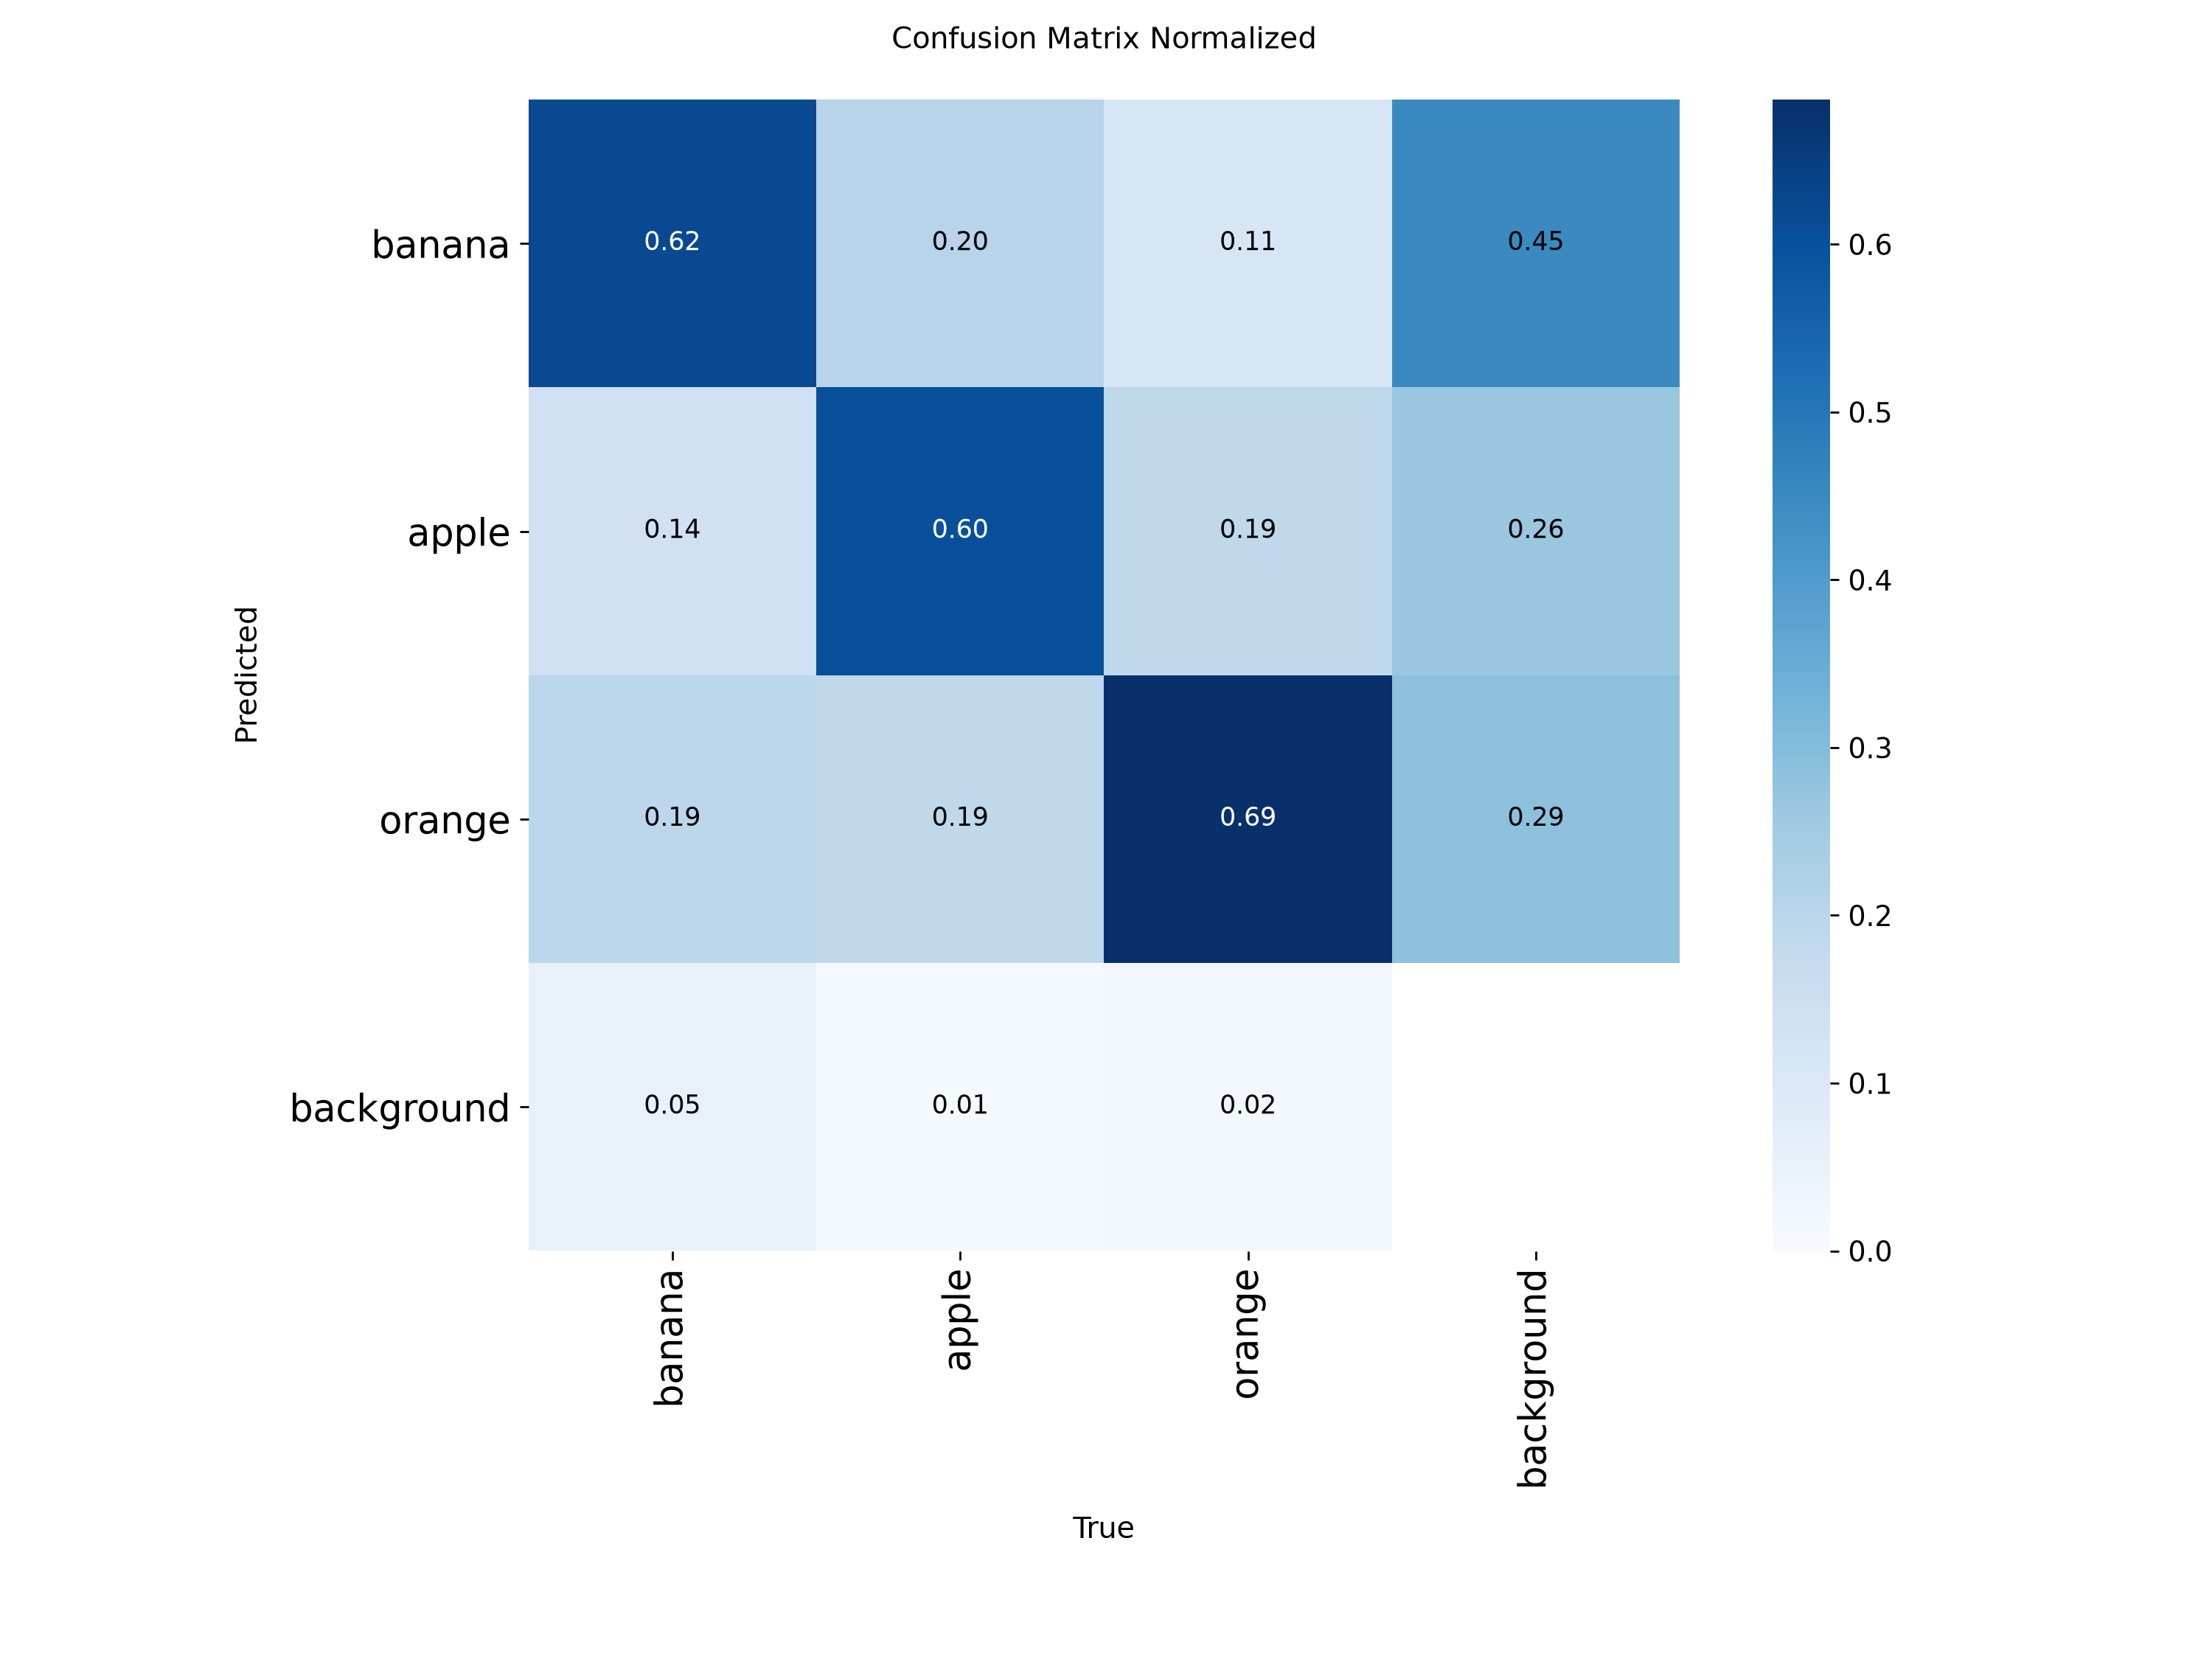 Confusion Matrix Normalized
banana 0.62 0.20 0.11 0.45
apple 0.14 0.60 0.19 0.26
orange 0.19 0.19 0.69 0.29
background 0.05 0.01 0.02
Predicted
banana apple orange background
True
0.6
0.5
0.4
0.3
0.2
0.1
0.0